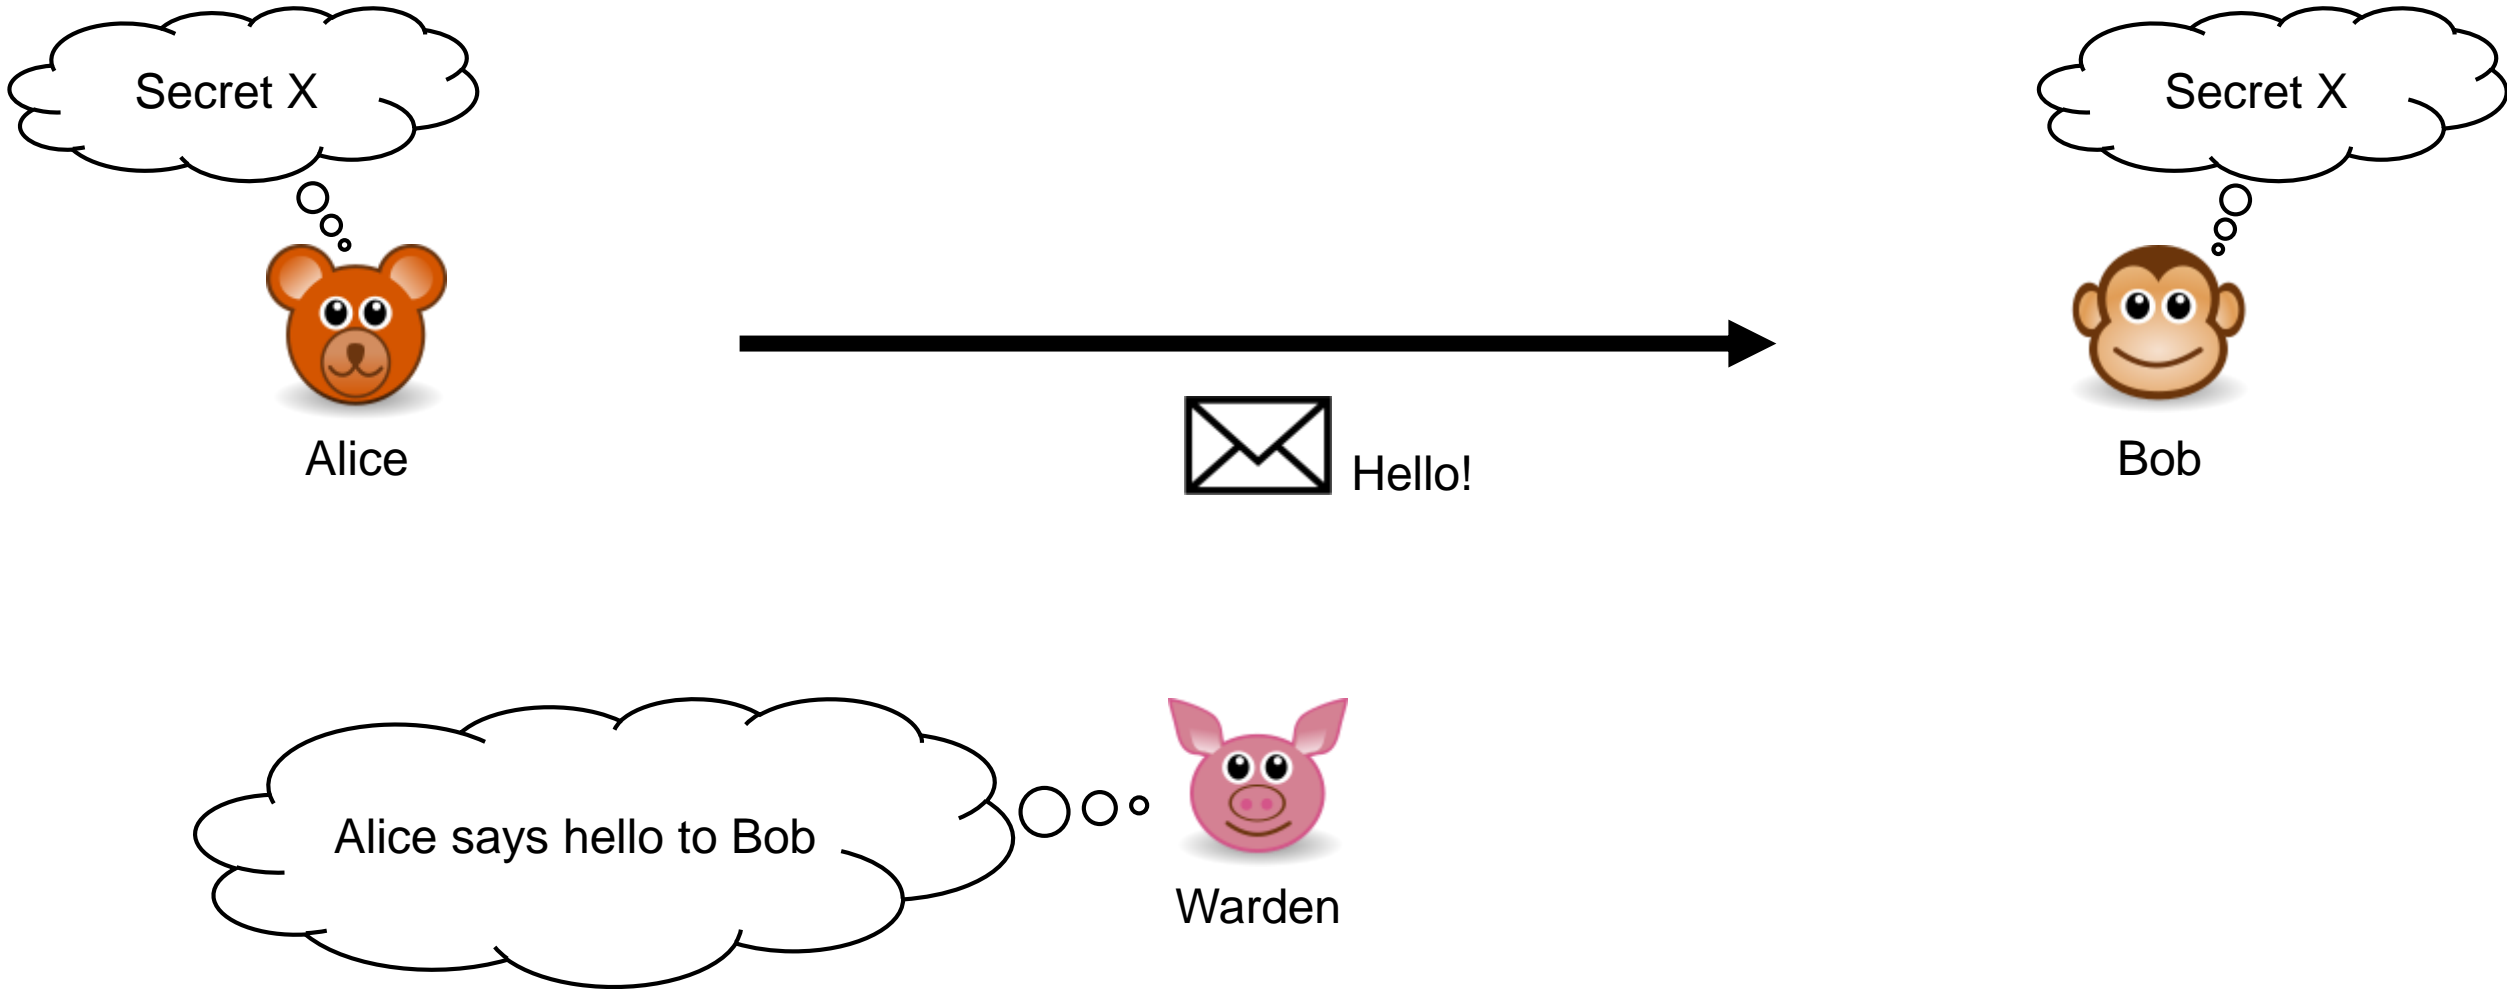 Secret X
Secret X
Alice
Hello!
Bob
Alice says hello to Bob
Warden